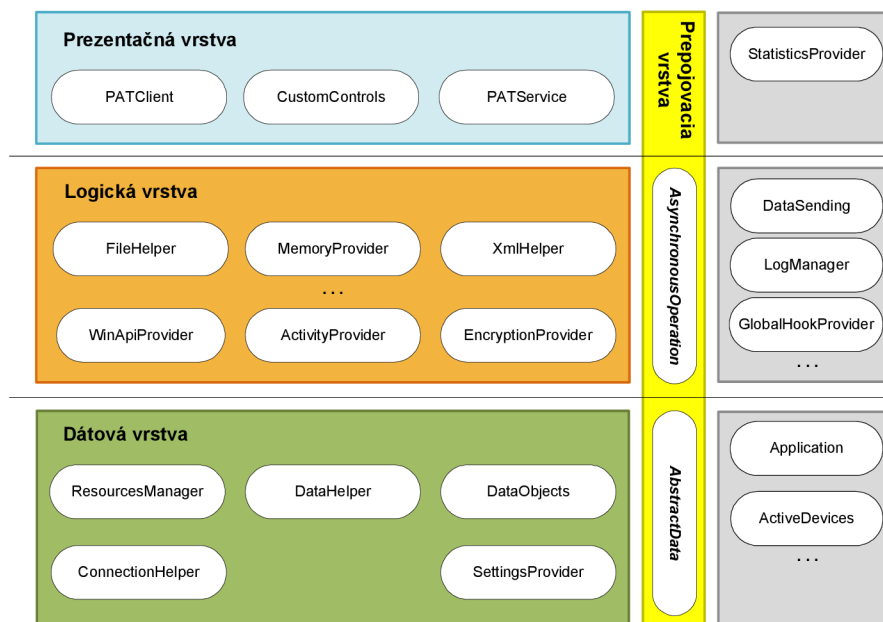 Prezentačná vrstva
PATClient
CustomControls
PATService
Prepojovacia
vrstva
StatisticsProvider
Logická vrstva
FileHelper
MemoryProvider
XmlHelper
. . .
WinApiProvider
ActivityProvider
EncryptionProvider
AsynchronousOperation
DataSending
LogManager
GlobalHookProvider
. . .
Dátová vrstva
ResourcesManager
DataHelper
DataObjects
ConnectionHelper
SettingsProvider
AbstractData
Application
ActiveDevices
. . .